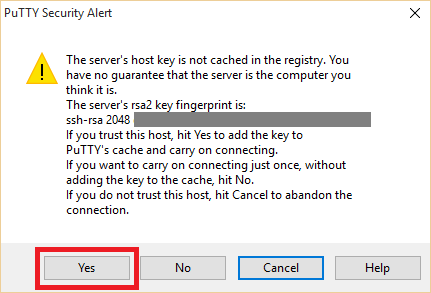 PuTTY Security Alert
The server's host key is not cached in the registry. You
have no guarantee that the server is the computer you
think it is.
The server's rsa2 key fingerprint is:
ssh-rsa 2048
If you trust this host, hit Yes to add the key to
PuTTY's cache and carry on connecting.
If you want to carry on connecting just once, without
adding the key to the cache, hit No.
If you do not trust this host, hit Cancel to abandon the
connection.
Yes No Cancel Help